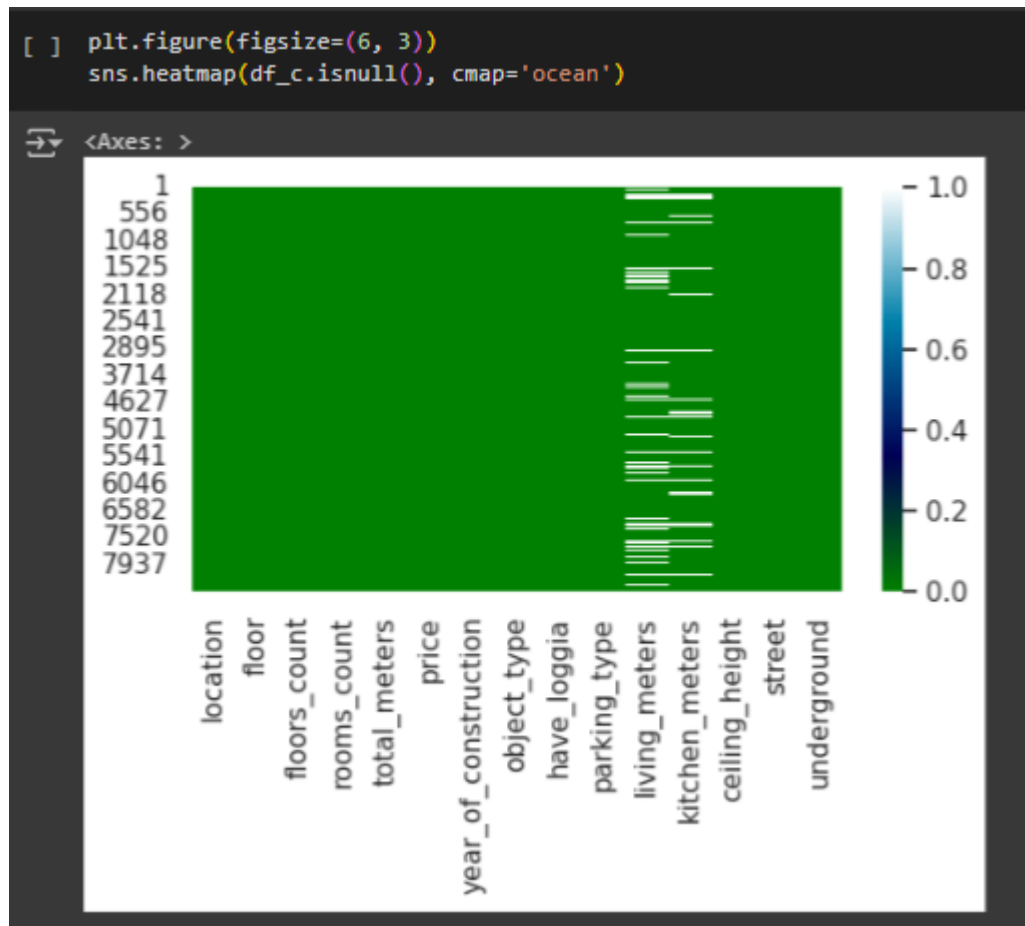 [ ] plt.figure(figsize=(6, 3))
sns.heatmap(df_c.isnull(), cmap='ocean')
<Axes: >
1
556
1048
1525
2118
2541
2895
3714
4627
5071
5541
6046
6582
7520
7937
1.0
0.8
0.6
0.4
0.2
0.0
location
floor
floors_count
rooms_count
total_meters
price
year_of_construction
object_type
have_loggia
parking_type
living_meters
kitchen_meters
ceiling_height
street
underground